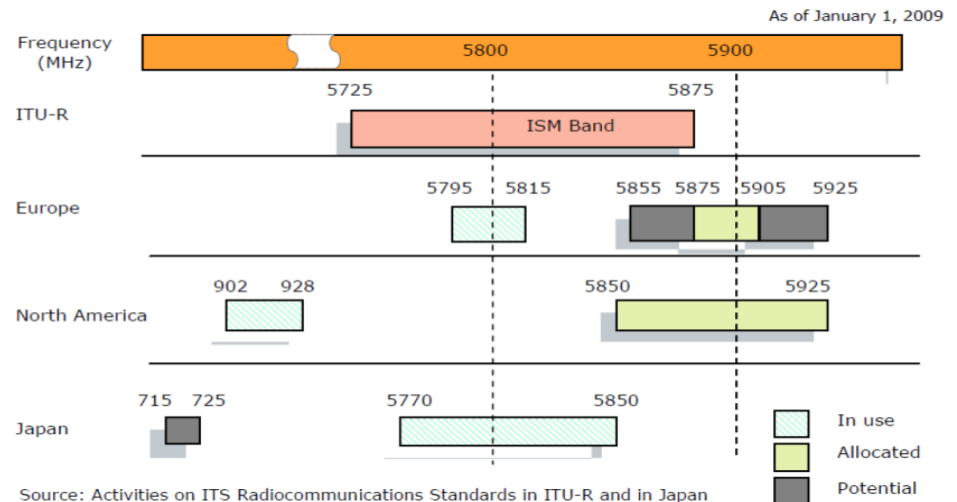 As of January 1, 2009
Frequency
(MHz)
5800 5900
5725 5875
ITU-R
ISM Band
5795 5815 5855 5875 5905 5925
Europe
902 928 5850 5925
North America
715 725 5770 5850
Japan
In use
Allocated
Potential
Source: Activities on ITS Radiocommunications Standards in ITU-R and in Japan